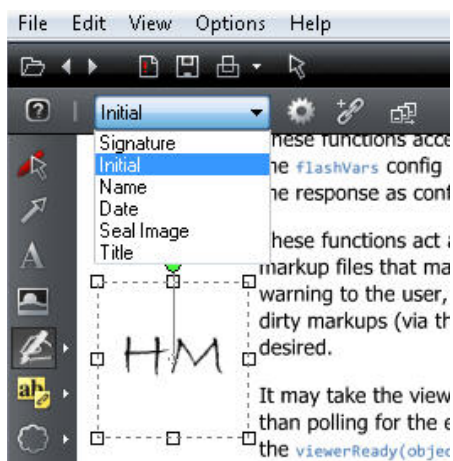 File Edit View Options Help
Initial
Signature
Initial
Name
Date
Seal Image
Title
These functions acce
he flashVars config
he response as conf
These functions act a
markup files that ma
warning to the user,
dirty markups (via th
desired.
HM
It may take the view
than polling for the e
the viewerReady(objec